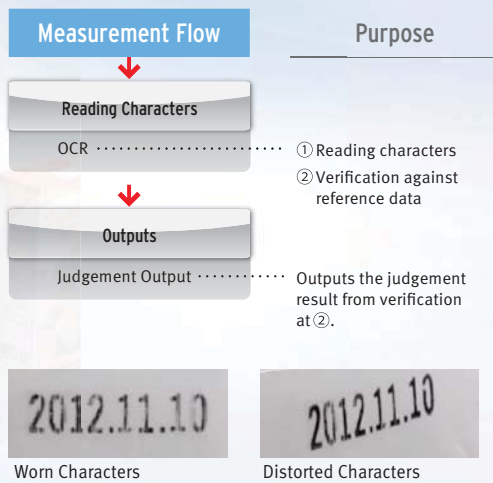 Measurement Flow
Purpose
Reading Characters
OCR
① Reading characters
② Verification against
reference data
Outputs
Judgement Output
Outputs the judgement
result from verification
at ②.
2012.11.10
2012.11.10
Worn Characters
Distorted Characters